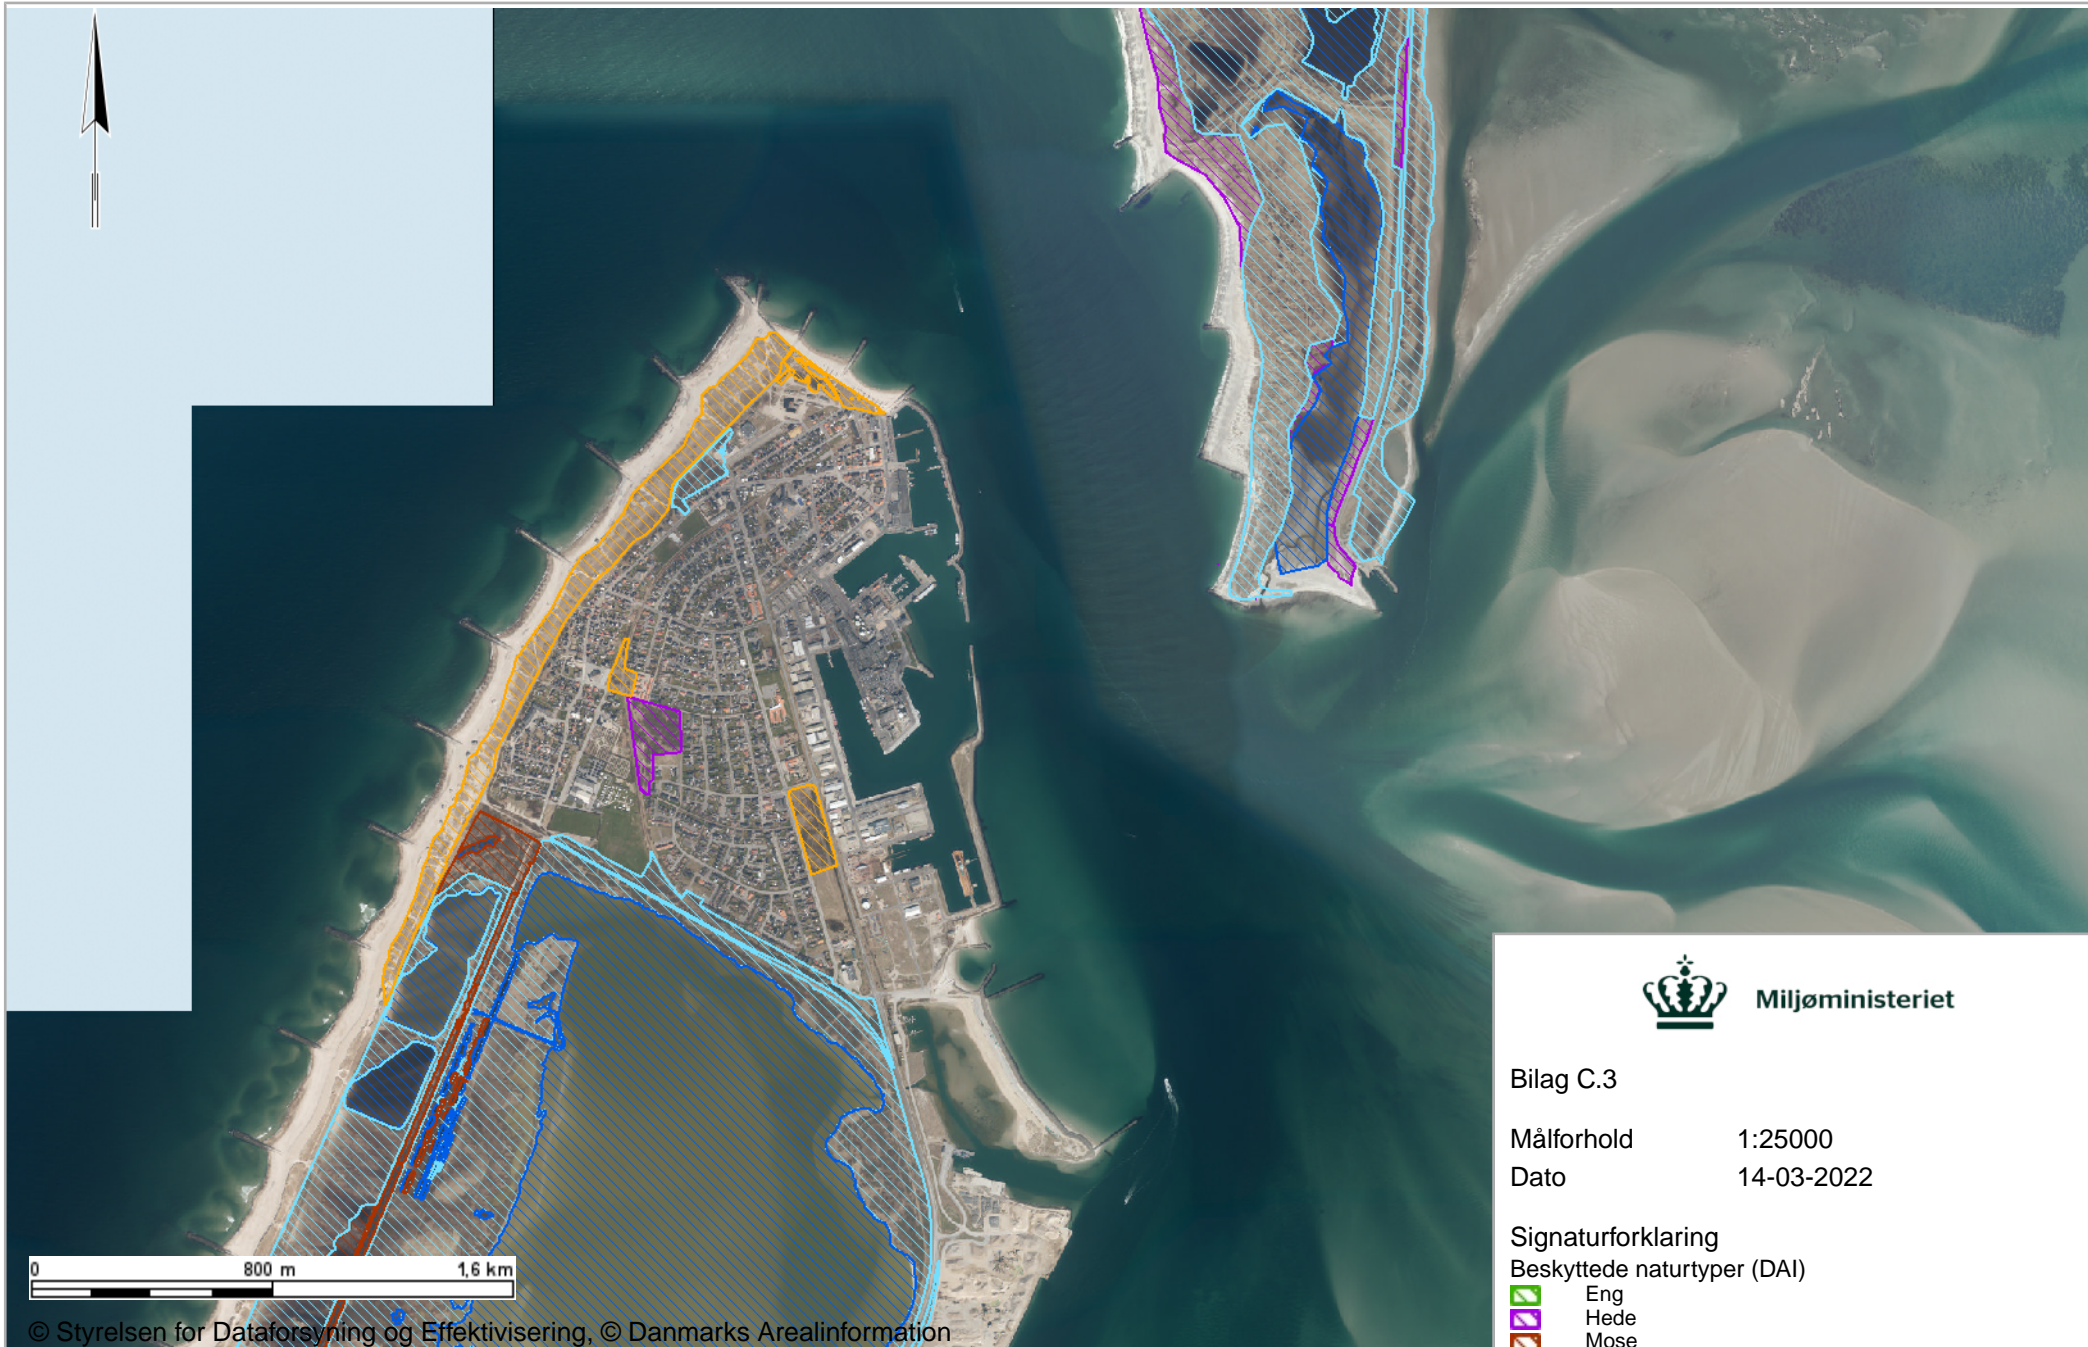 Miljøministeriet
Bilag C.3
Målforhold 1:25000
Dato 14-03-2022
Signaturforklaring
Beskyttede naturtyper (DAI)
Eng
Hede
Mose
0 800 m 1,6 km
© Styrelsen for Dataforsyning og Effektivisering, © Danmarks Arealinformation